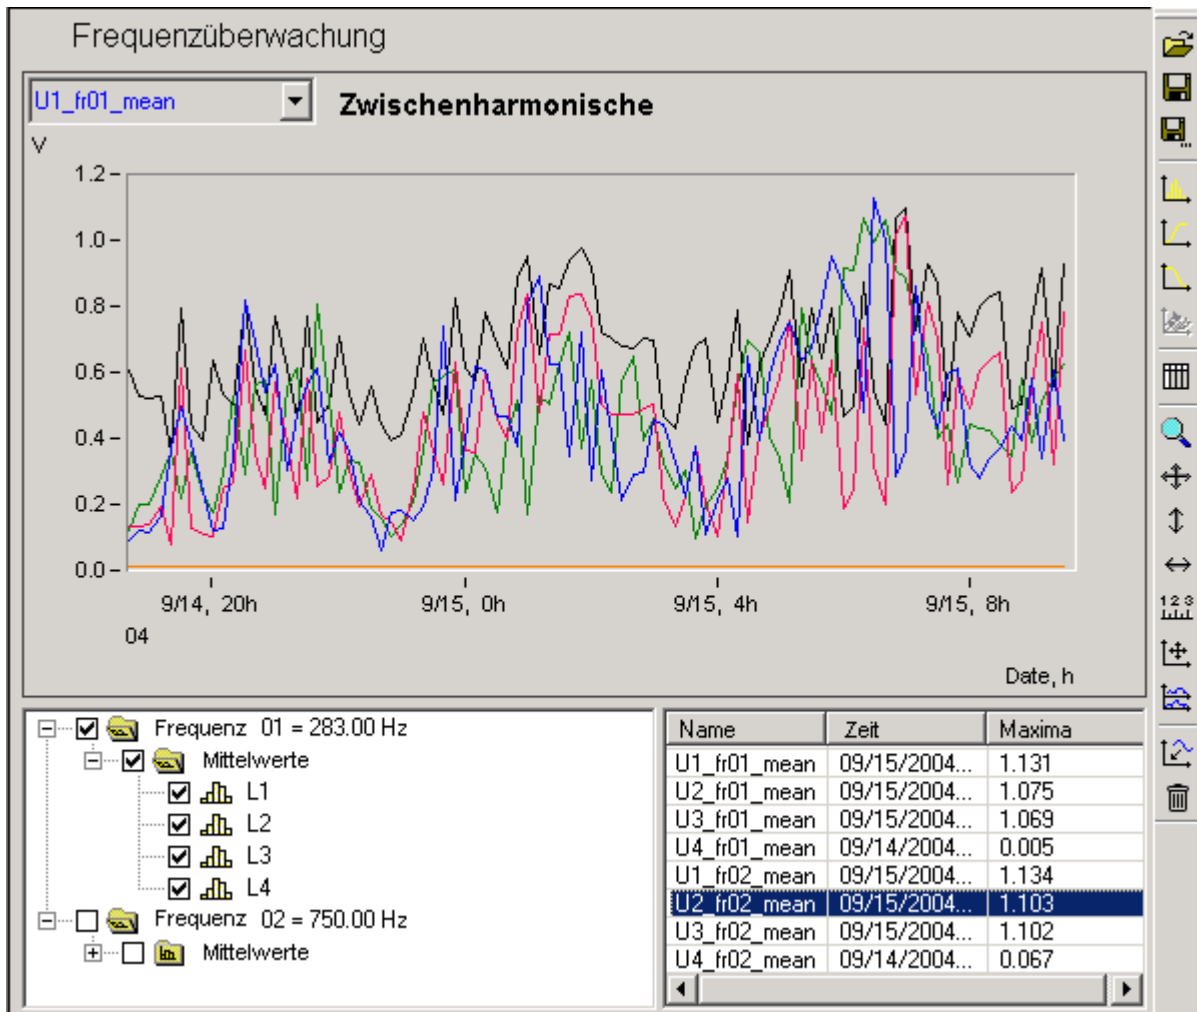 Frequenzüberwachung
U1_fr01_mean
Zwischenharmonische
V
1.2
1.0
0.8
0.6
0.4
0.2
0.0
9/14, 20h 9/15, 0h 9/15, 4h 9/15, 8h
04
Date, h
1 2 3
Frequenz 01 = 283.00 Hz
Mittelwerte
L1
L2
L3
L4
Frequenz 02 = 750.00 Hz
Mittelwerte
Name Zeit Maxima
U1_fr01_mean 09/15/2004... 1.131
U2_fr01_mean 09/15/2004... 1.075
U3_fr01_mean 09/15/2004... 1.069
U4_fr01_mean 09/14/2004... 0.005
U1_fr02_mean 09/15/2004... 1.134
U2_fr02_mean 09/15/2004... 1.103
U3_fr02_mean 09/15/2004... 1.102
U4_fr02_mean 09/14/2004... 0.067